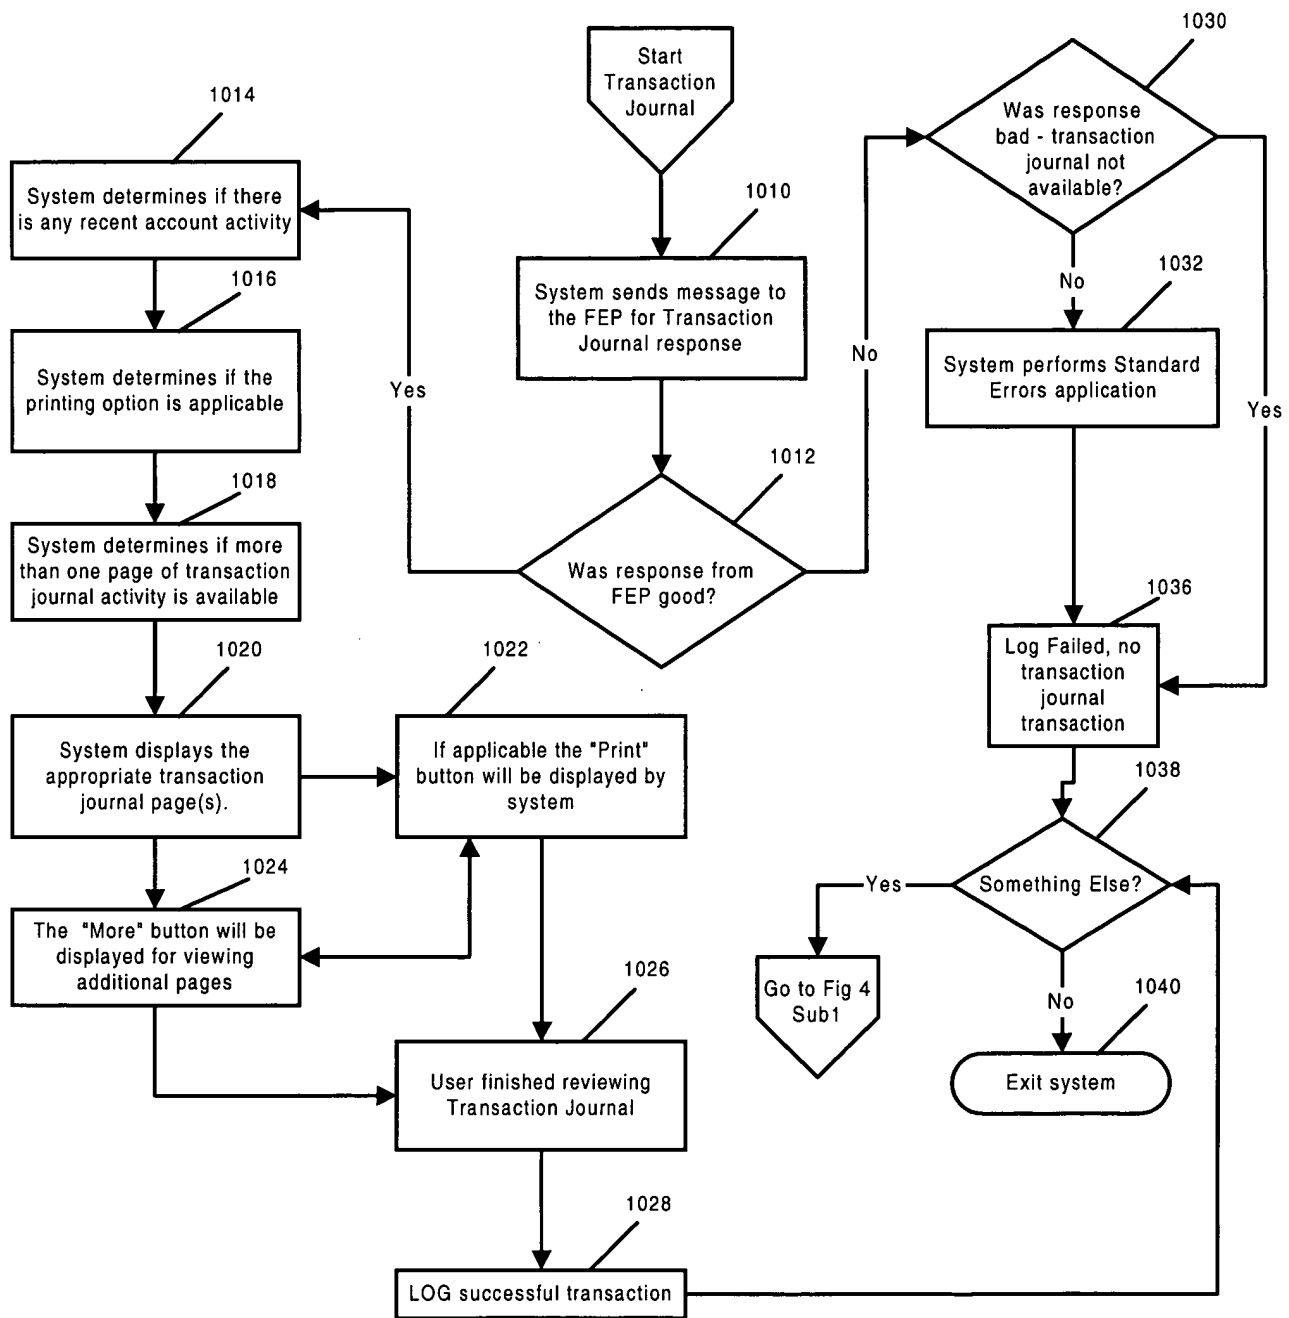 Start
Transaction
Journal
1010
System sends message to
the FEP for Transaction
Journal response
1012
Was response from
FEP good?
Yes
No
1014
System determines if there
is any recent account activity
1016
System determines if the
printing option is applicable
1018
System determines if more
than one page of transaction
journal activity is available
1020
System displays the
appropriate transaction
journal page(s).
1022
If applicable the "Print"
button will be displayed by
system
1024
The "More" button will be
displayed for viewing
additional pages
1026
User finished reviewing
Transaction Journal
1028
LOG successful transaction
1030
Was response
bad - transaction
journal not
available?
No
Yes
1032
System performs Standard
Errors application
1036
Log Failed, no
transaction
journal
transaction
1038
Something Else?
Yes
Go to Fig 4
Sub1
No
1040
Exit system